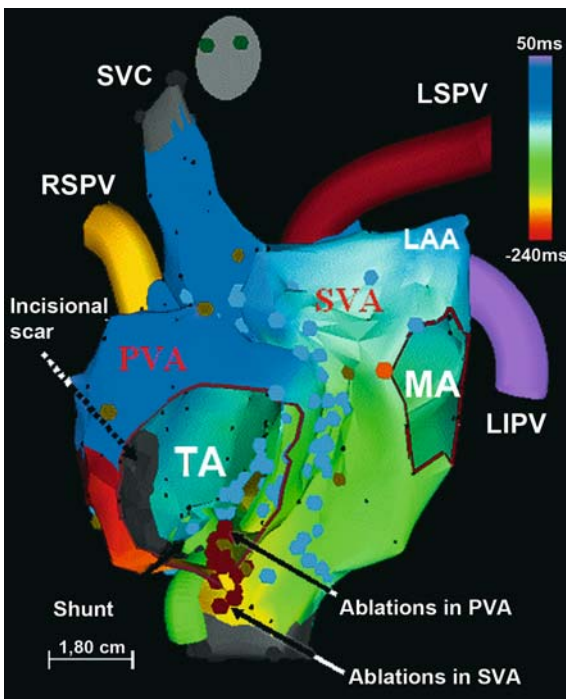 50ms
SVC
LSPV
RSPV
-240ms
LAA
SVA
Incisional
scar
PVA
MA
TA
LIPV
Shunt
Ablations in PVA
1,80 cm
Ablations in SVA